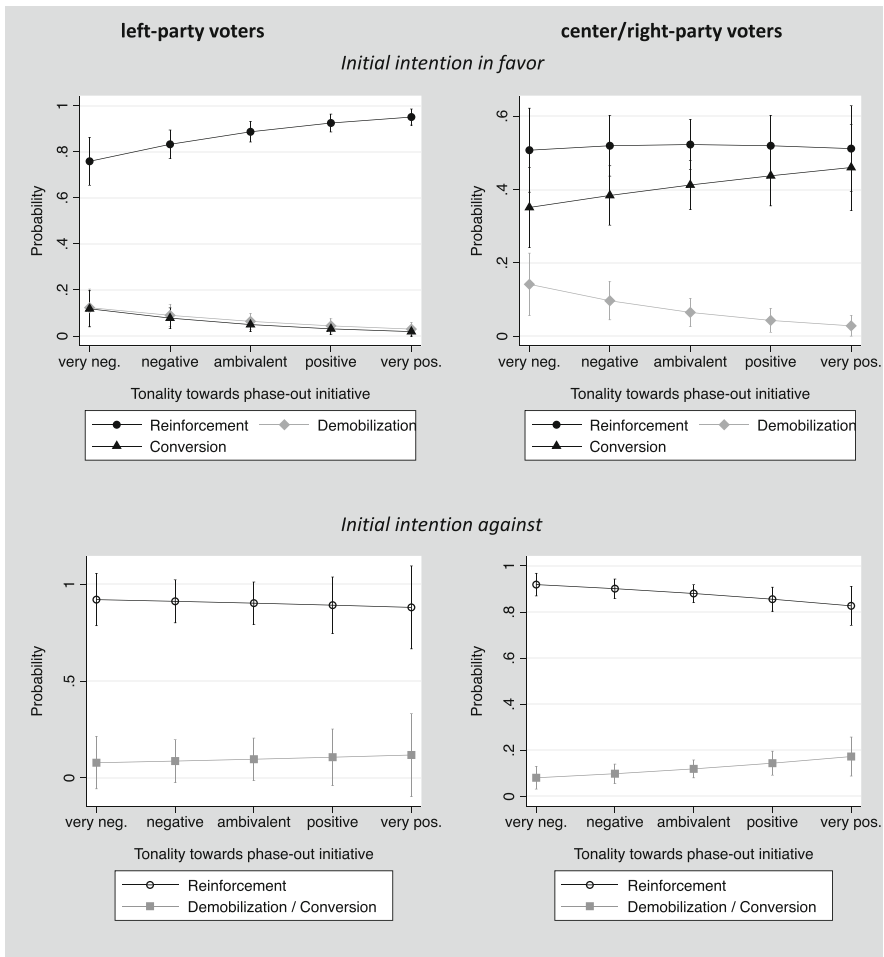 left-party voters
center/right-party voters
Initial intention in favor
Probability
1
.8
.6
.4
.2
0
very neg. negative ambivalent positive very pos.
Tonality towards phase-out initiative
Reinforcement Demobilization
Conversion
Probability
.6
.4
.2
0
very neg. negative ambivalent positive very pos.
Tonality towards phase-out initiative
Reinforcement Demobilization
Conversion
Initial intention against
Probability
1
.5
0
very neg. negative ambivalent positive very pos.
Tonality towards phase-out initiative
Reinforcement
Demobilization / Conversion
Probability
1
.8
.6
.4
.2
0
very neg. negative ambivalent positive very pos.
Tonality towards phase-out initiative
Reinforcement
Demobilization / Conversion